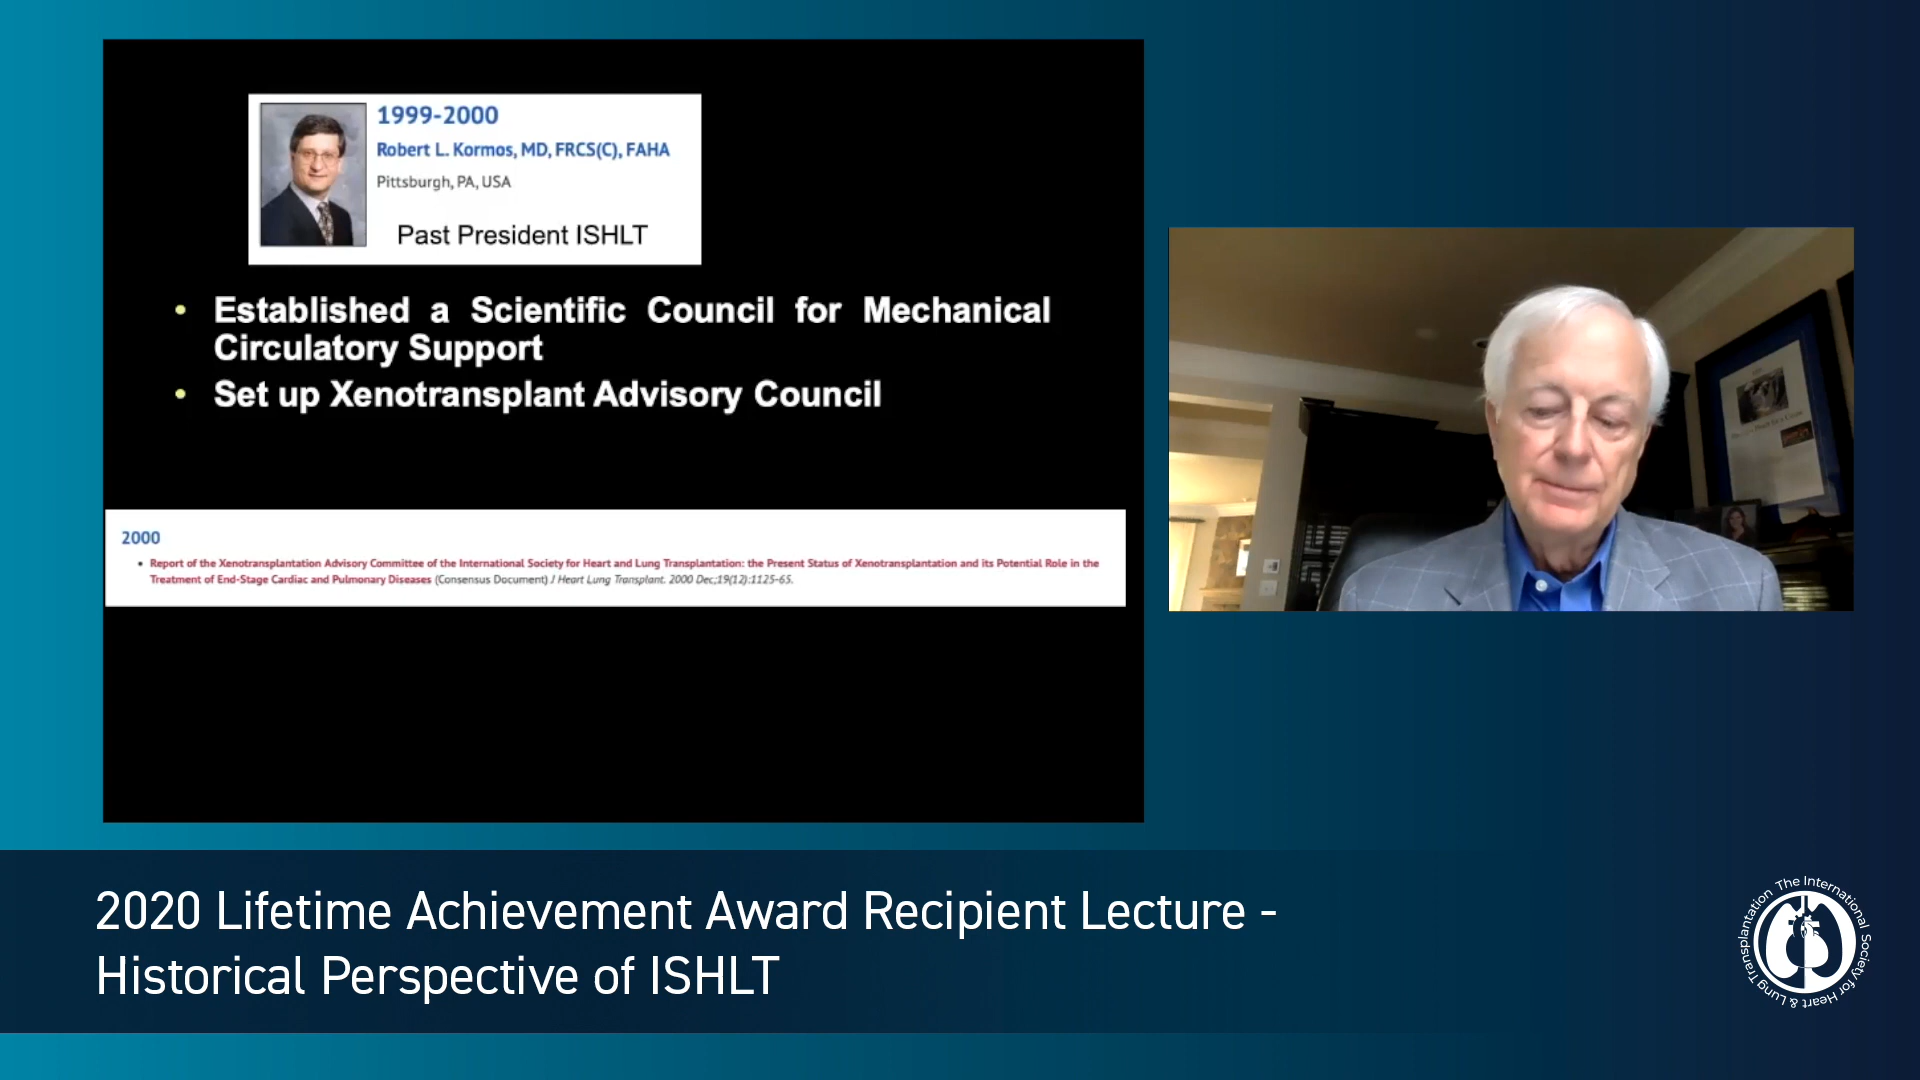 1999-2000
Robert L. Kormos, MD, FRCS(C), FAHA
Pittsburgh, PA, USA
Past President ISHLT
• Established a Scientific Council for Mechanical
Circulatory Support
• Set up Xenotransplant Advisory Council
2000
• Report of the Xenotransplantation Advisory Committee of the International Society for Heart and Lung Transplantation: the Present Status of Xenotransplantation and its Potential Role in the
Treatment of End-Stage Cardiac and Pulmonary Diseases (Consensus Document) J Heart Lung Transplant. 2000 Dec;19(12):1125-65.
2020 Lifetime Achievement Award Recipient Lecture -
Historical Perspective of ISHLT
The International Society for Heart & Lung Transplantation